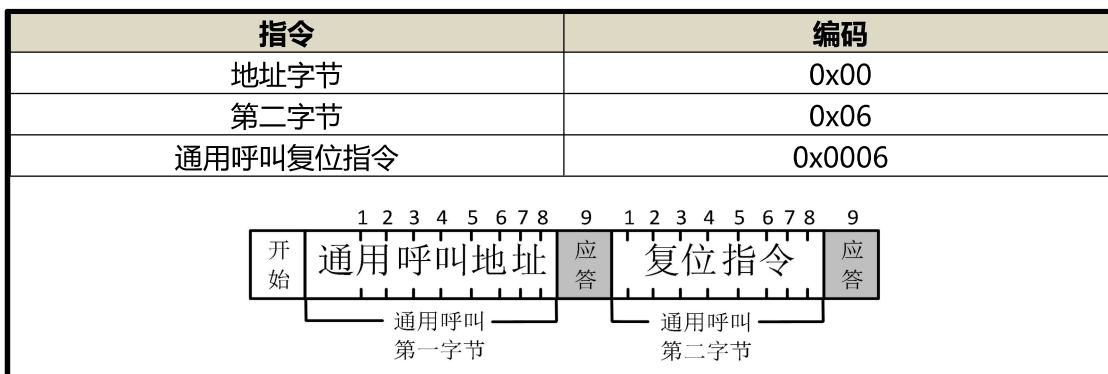 指令 编码
地址字节 0x00
第二字节 0x06
通用呼叫复位指令 0x0006
1 2 3 4 5 6 7 8 9 1 2 3 4 5 6 7 8 9
开始 通用呼叫地址 应答 复位指令 应答
通用呼叫 通用呼叫
第一字节 第二字节